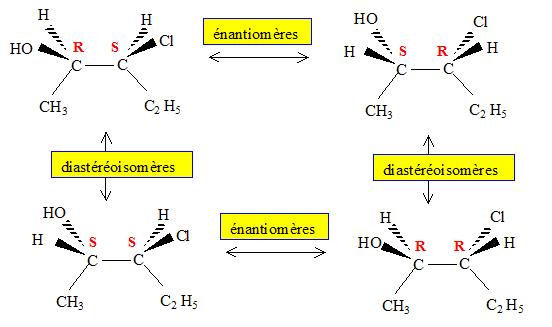 H H
HO R S Cl
C C
CH3 C2 H5
énantiomères
HO Cl
H S R H
C C
CH3 C2 H5
diastéréoisomères
diastéréoisomères
HO H
H S S Cl
C C
CH3 C2 H5
énantiomères
H Cl
HO R R H
C C
CH3 C2 H5